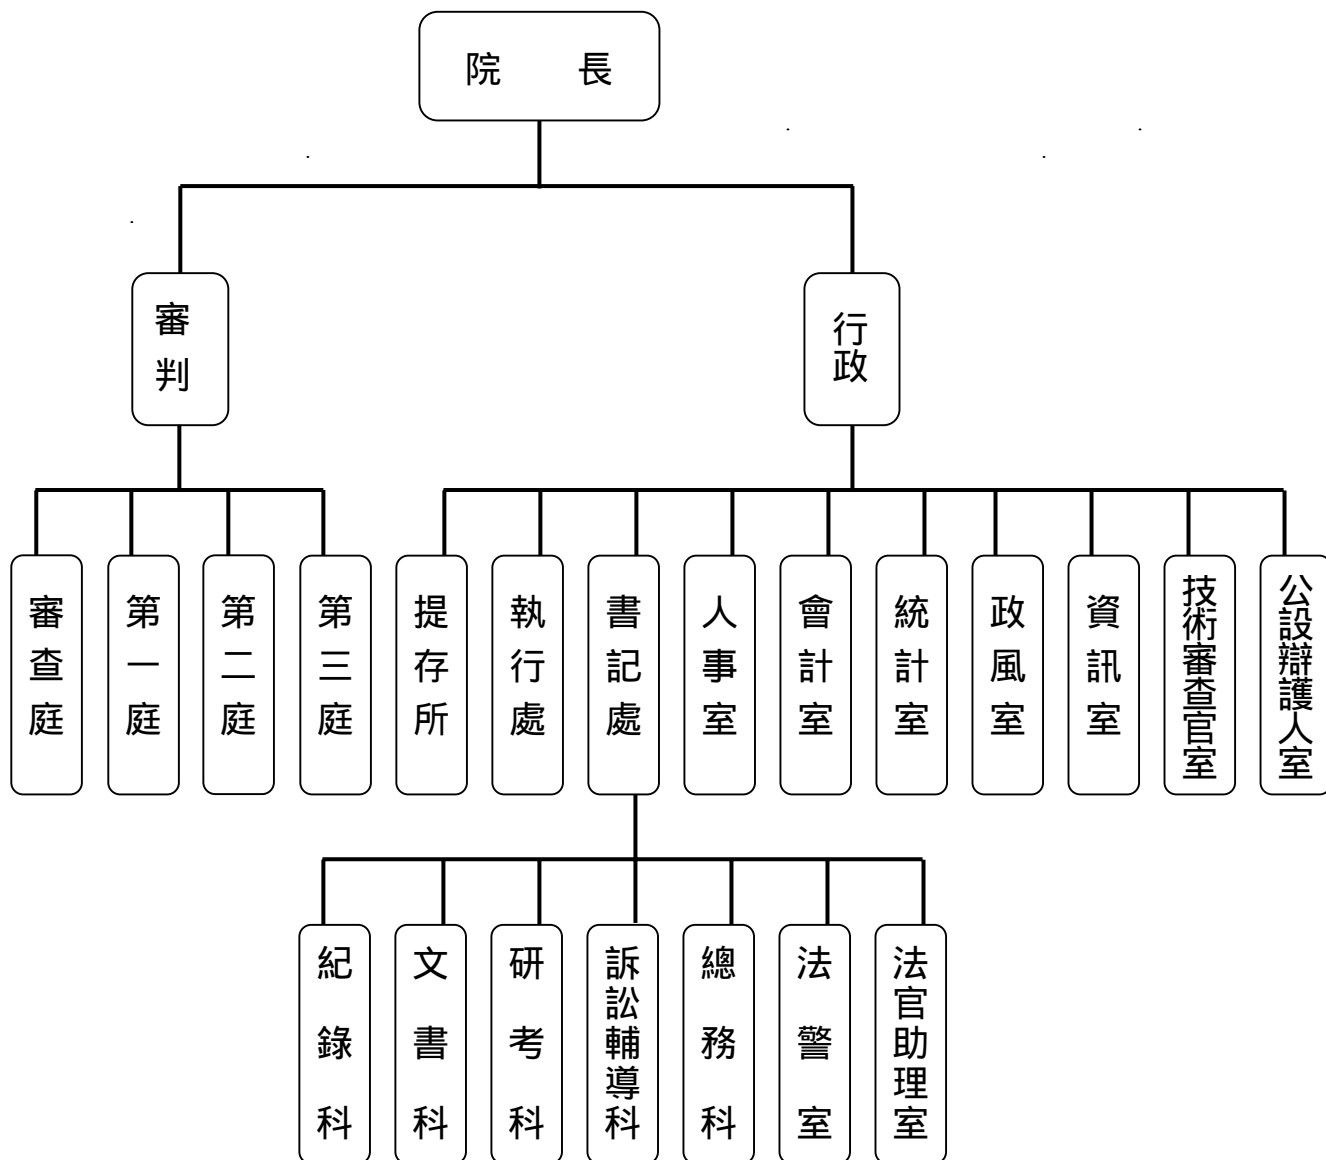 院　　長
審判
行政
審查庭
第一庭
第二庭
第三庭
提存所
執行處
書記處
人事室
會計室
統計室
政風室
資訊室
技術審查官室
公設辯護人室
紀錄科
文書科
研考科
訴訟輔導科
總務科
法警室
法官助理室